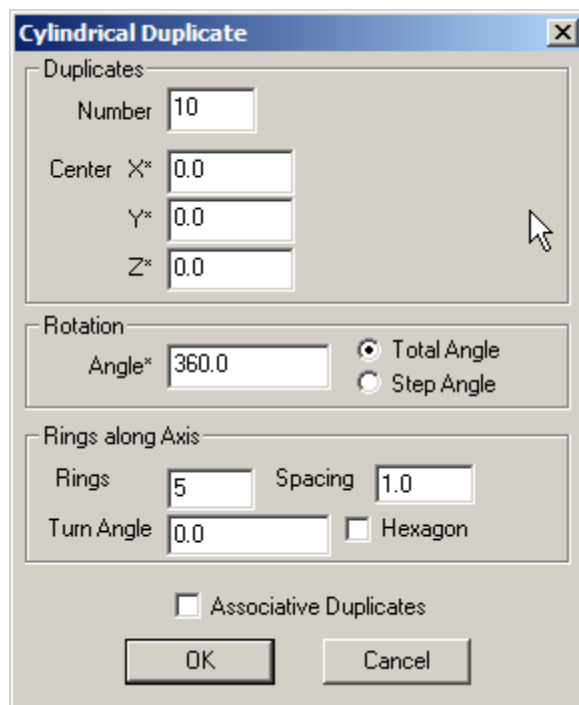 Cylindrical Duplicate
Duplicates
Number 10
Center X* 0.0
Y* 0.0
Z* 0.0
Rotation
Angle* 360.0
Total Angle
Step Angle
Rings along Axis
Rings 5 Spacing 1.0
Turn Angle 0.0 Hexagon
Associative Duplicates
OK Cancel